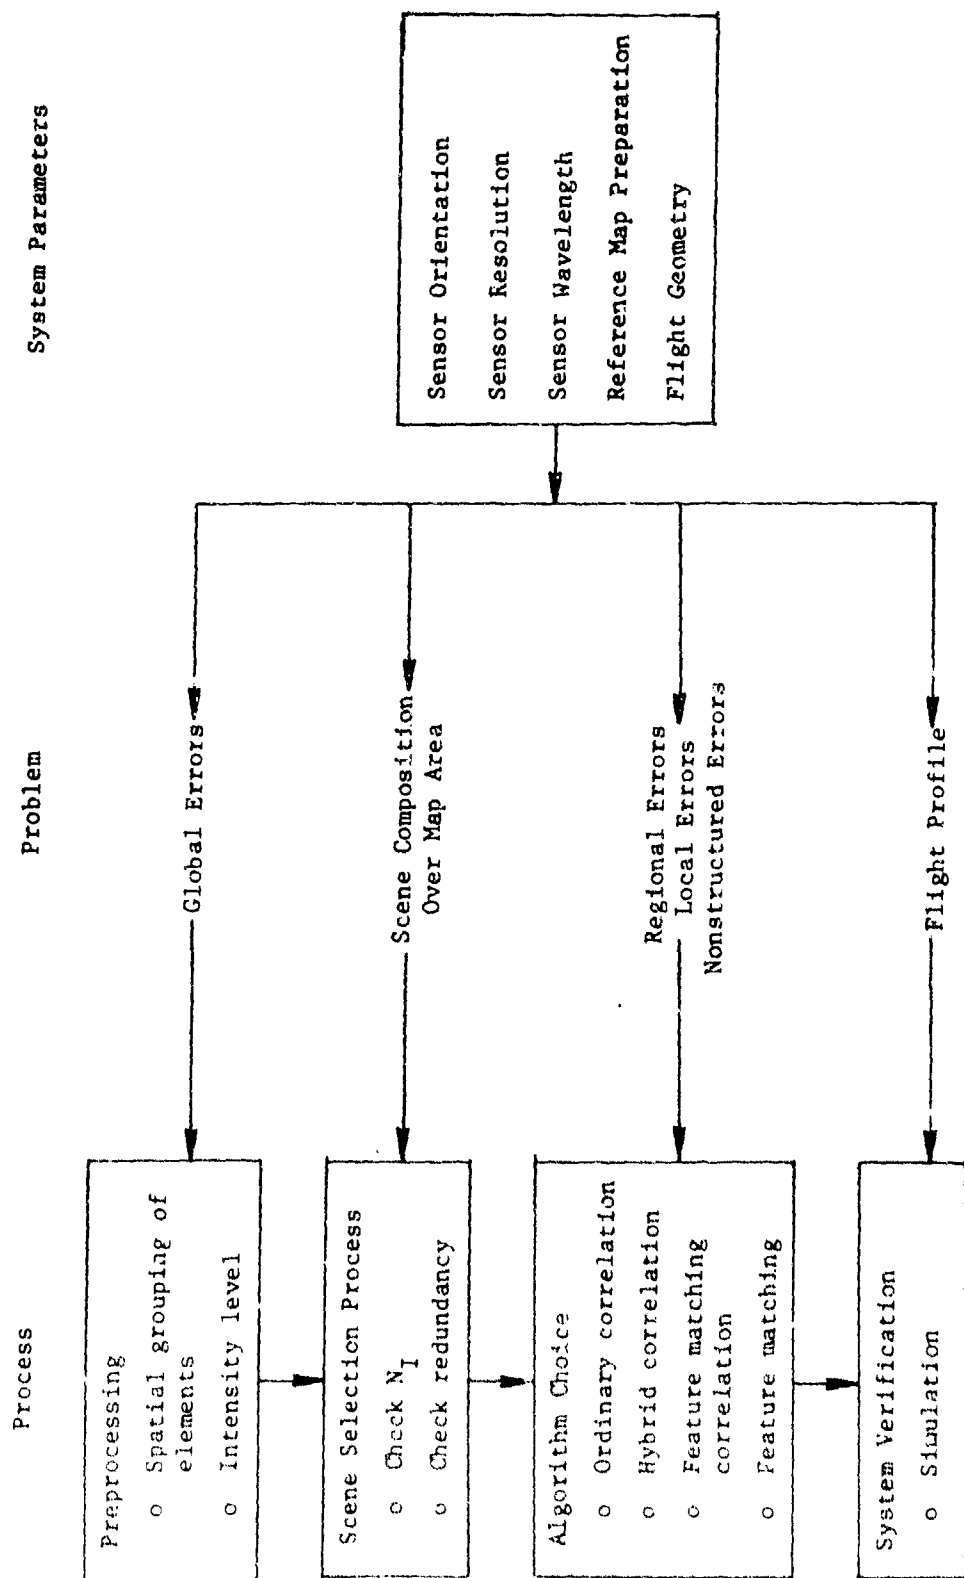 Process
Problem
System Parameters
Preprocessing
o Spatial grouping of
elements
o Intensity level
Global Errors
Scene Selection Process
o Check N_I
o Check redundancy
Scene Composition
Over Map Area
Algorithm Choice
o Ordinary correlation
o Hybrid correlation
o Feature matching
correlation
o Feature matching
Regional Errors
Local Errors
Nonstructured Errors
System Verification
o Simulation
Flight Profile
Sensor Orientation
Sensor Resolution
Sensor Wavelength
Reference Map Preparation
Flight Geometry